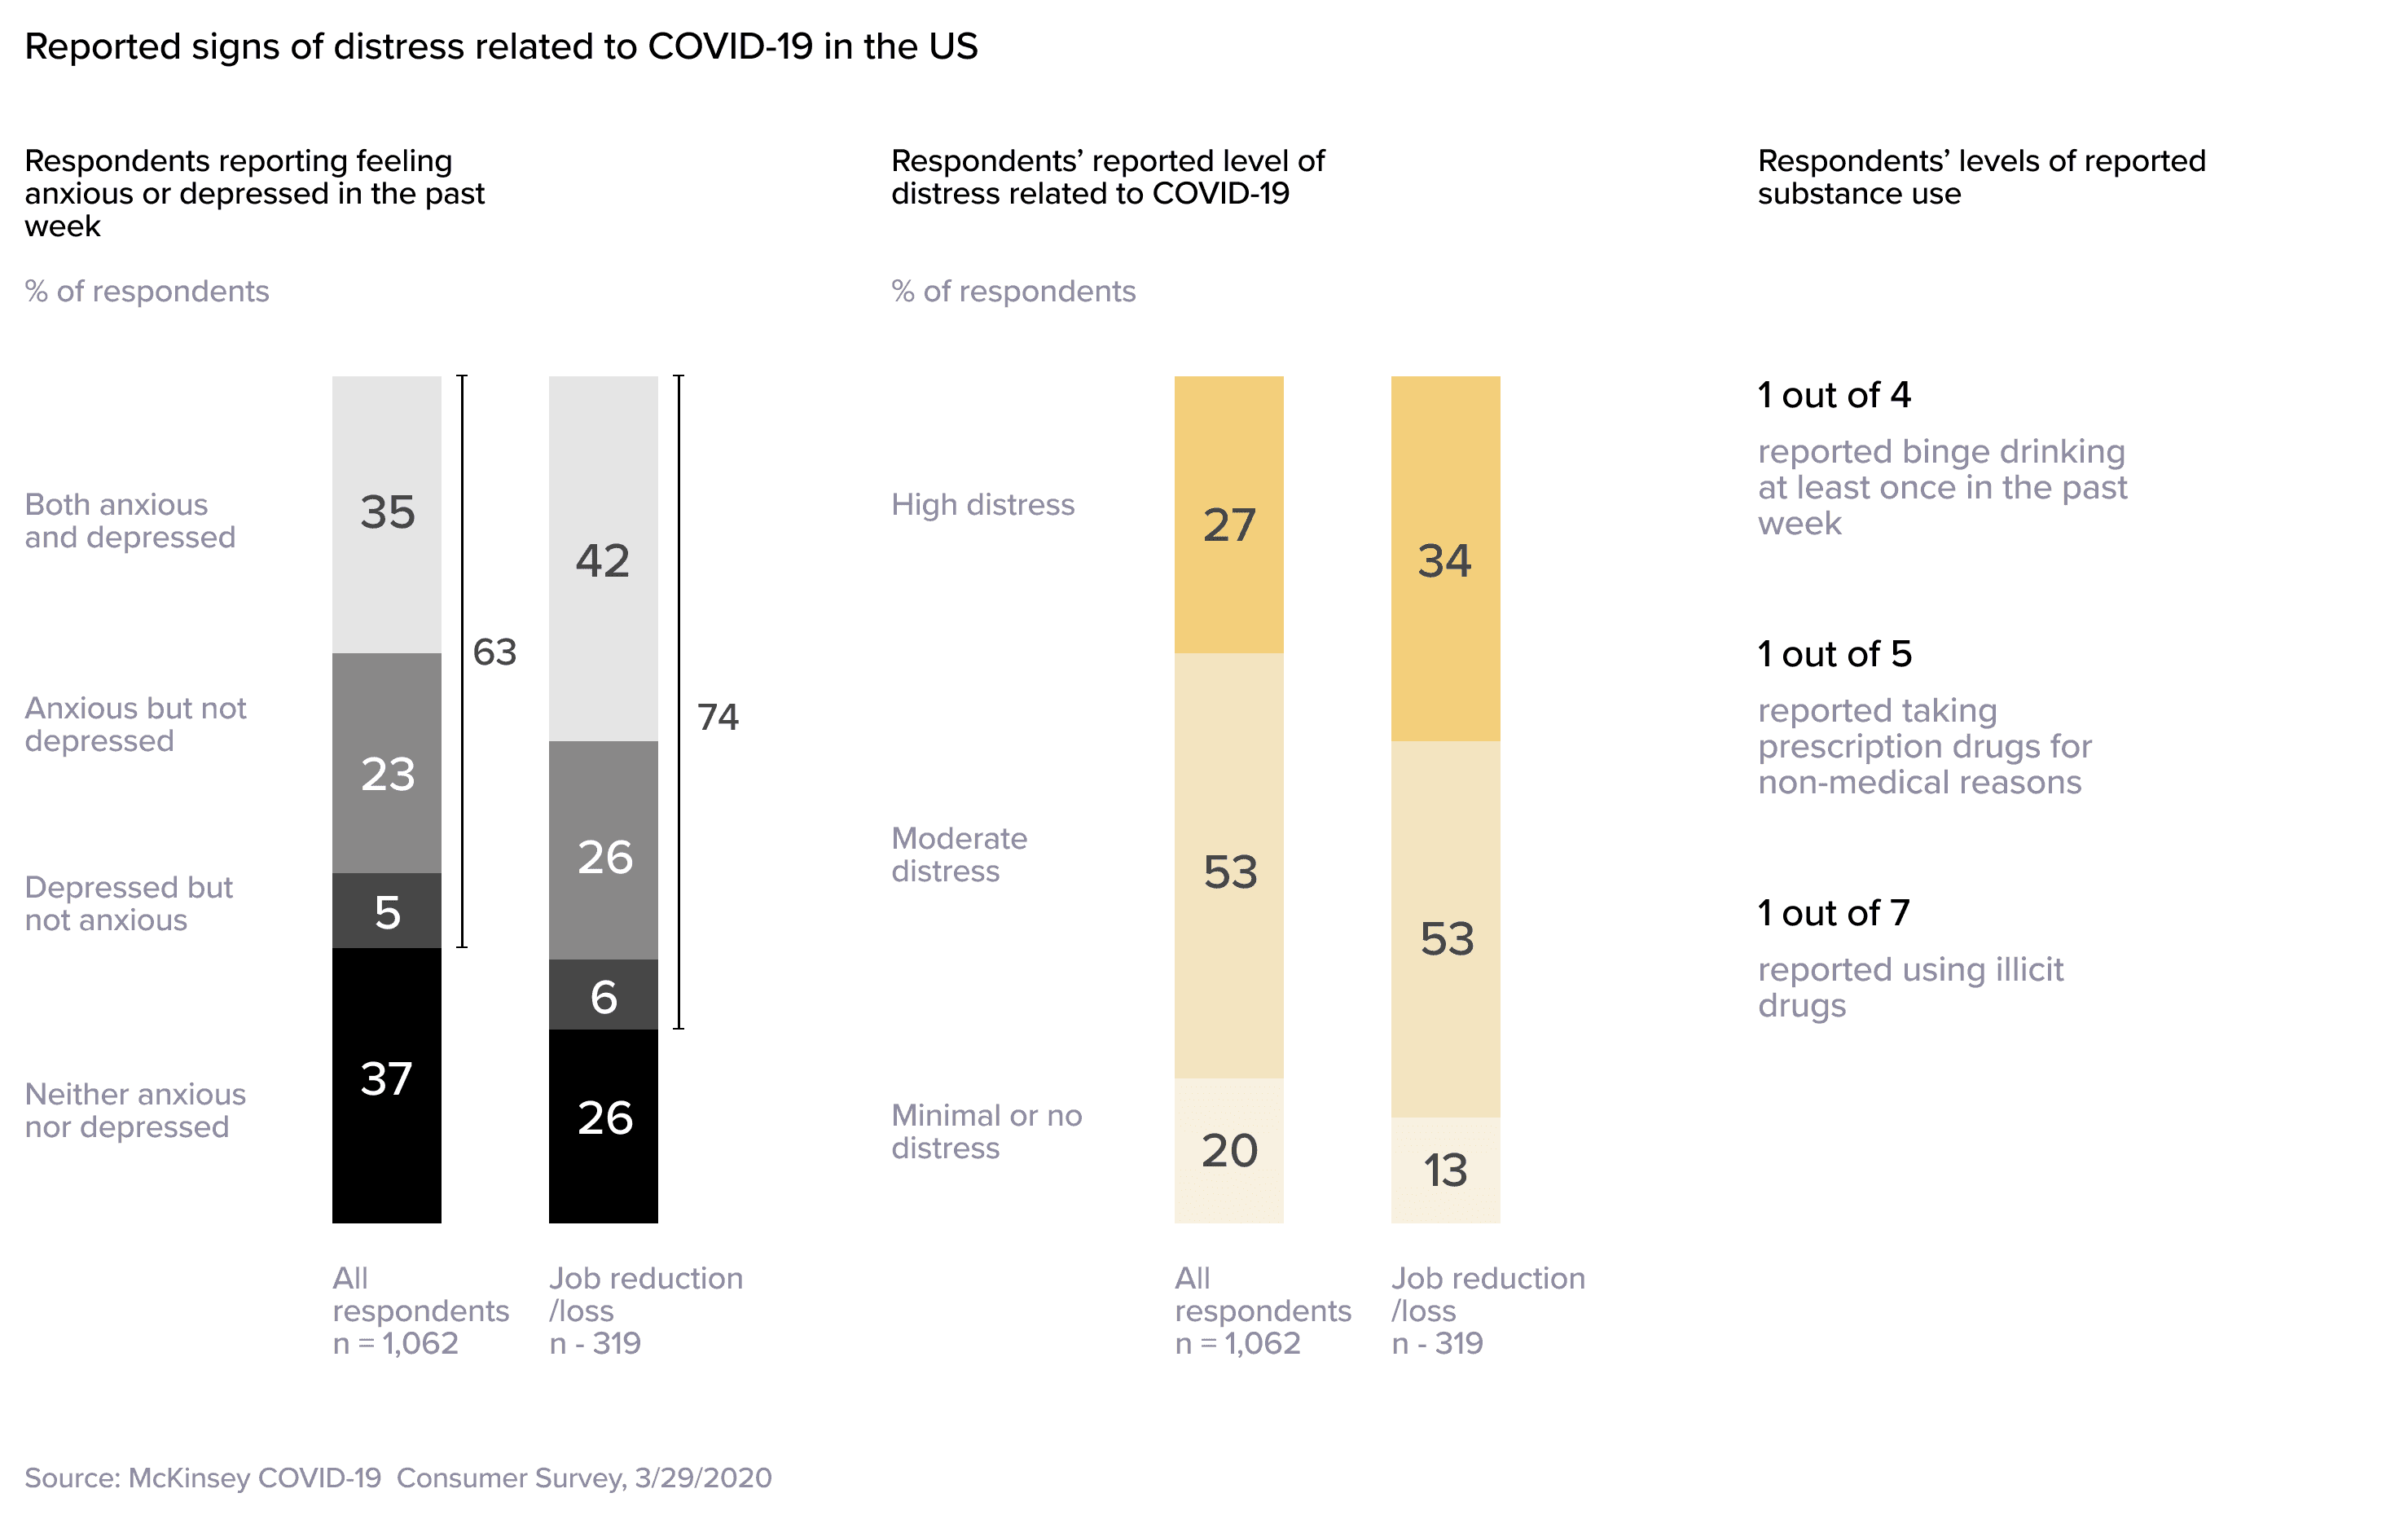 Reported signs of distress related to COVID-19 in the US
Respondents reporting feeling
anxious or depressed in the past
week
% of respondents
Both anxious
and depressed
Anxious but not
depressed
Depressed but
not anxious
Neither anxious
nor depressed
35
23
5
37
63
42
26
6
26
74
All
respondents
n = 1,062
Job reduction
/loss
n - 319
Respondents’ reported level of
distress related to COVID-19
% of respondents
High distress
Moderate
distress
Minimal or no
distress
27
53
20
34
53
13
All
respondents
n = 1,062
Job reduction
/loss
n - 319
Respondents’ levels of reported
substance use
1 out of 4
reported binge drinking
at least once in the past
week
1 out of 5
reported taking
prescription drugs for
non-medical reasons
1 out of 7
reported using illicit
drugs
Source: McKinsey COVID-19  Consumer Survey, 3/29/2020